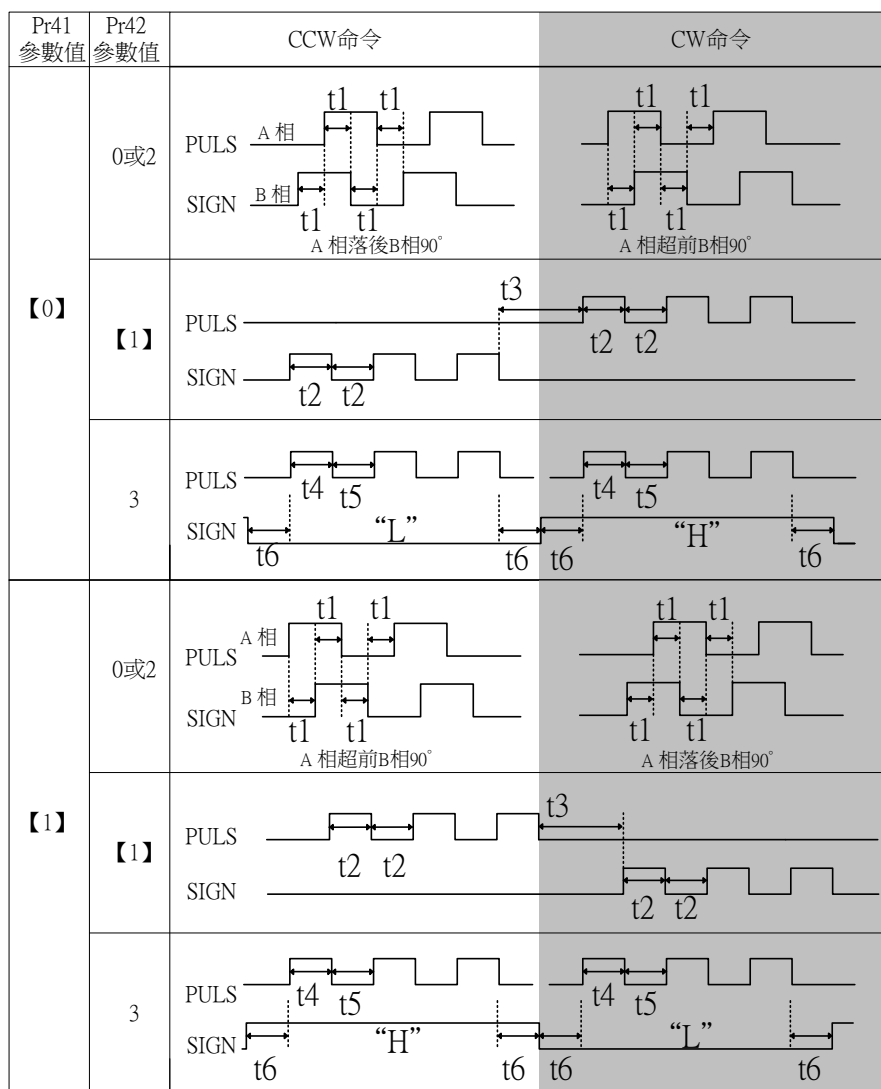 Pr41 參數值
Pr42 參數值
CCW命令
CW命令
【0】
0或2
PULS
A 相
SIGN
B 相
t1 t1
t1 t1
A 相落後B相90°
t1 t1
t1 t1
A 相超前B相90°
【1】
PULS
SIGN
t3
t2 t2
t2 t2
3
PULS
SIGN
t4 t5
t4 t5
“L”
“H”
t6 t6 t6 t6
【1】
0或2
A 相
PULS
B 相
SIGN
t1 t1
t1 t1
A 相超前B相90°
t1 t1
t1 t1
A 相落後B相90°
【1】
PULS
SIGN
t3
t2 t2
t2 t2
3
PULS
SIGN
t4 t5
t4 t5
“H”
“L”
t6 t6 t6 t6